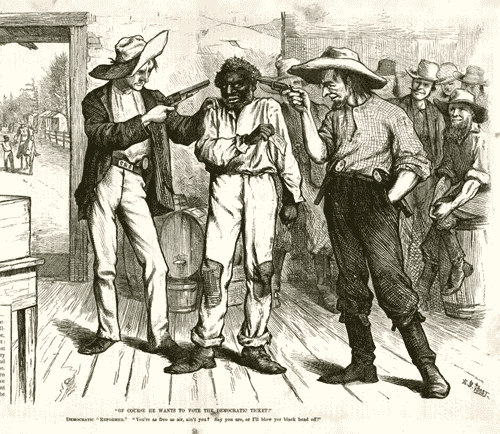 "OF COURSE HE WANTS TO VOTE THE DEMOCRATIC TICKET!"
DEMOCRATIC "REFORMER." "You're as free as air, ain't you? Say you are, or I'll blow yer black head off!"
A B FROST